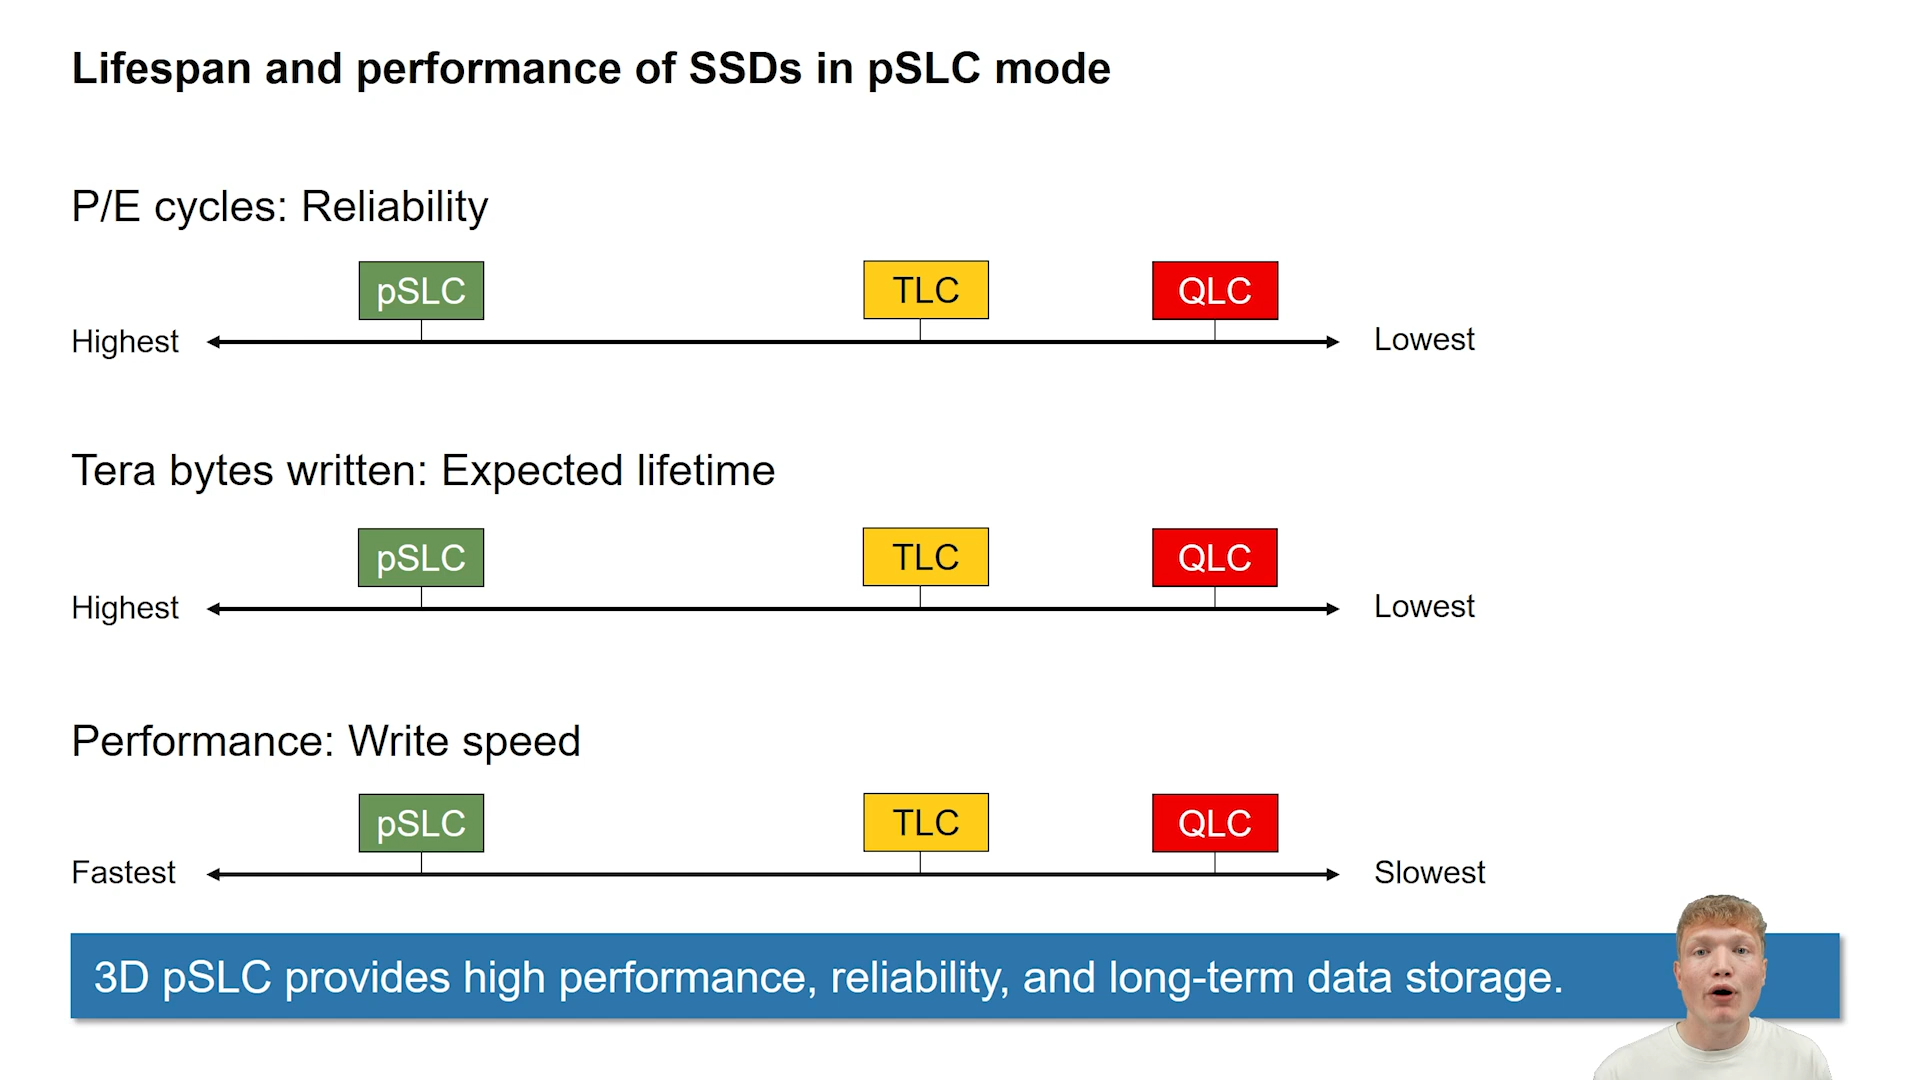 Lifespan and performance of SSDs in pSLC mode
P/E cycles: Reliability
pSLC TLC QLC
Highest Lowest
Tera bytes written: Expected lifetime
pSLC TLC QLC
Highest Lowest
Performance: Write speed
pSLC TLC QLC
Fastest Slowest
3D pSLC provides high performance, reliability, and long-term data storage.